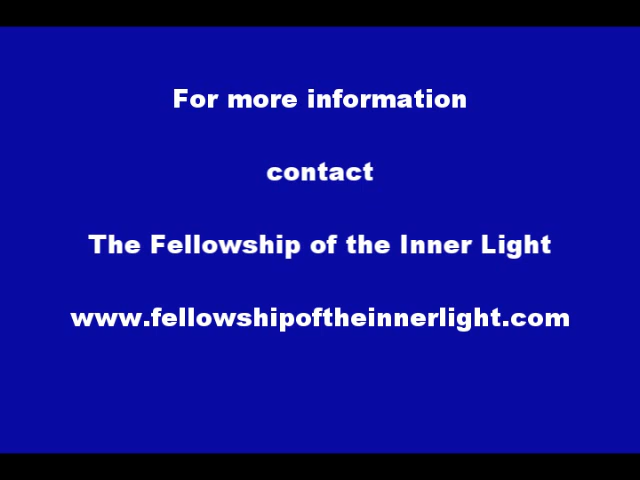 For more information
contact
The Fellowship of the Inner Light
www.fellowshipoftheinnerlight.com